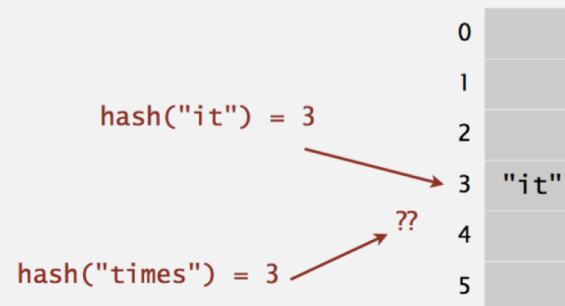 0
1
hash("it") = 3
2
3 "it"
??
4
hash("times") = 3
5